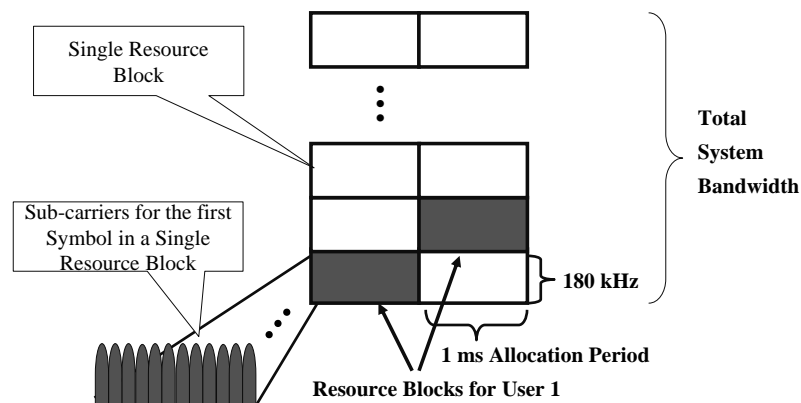 Single Resource
Block
Total
System
Bandwidth
Sub-carriers for the first
Symbol in a Single
Resource Block
180 kHz
1 ms Allocation Period
Resource Blocks for User 1